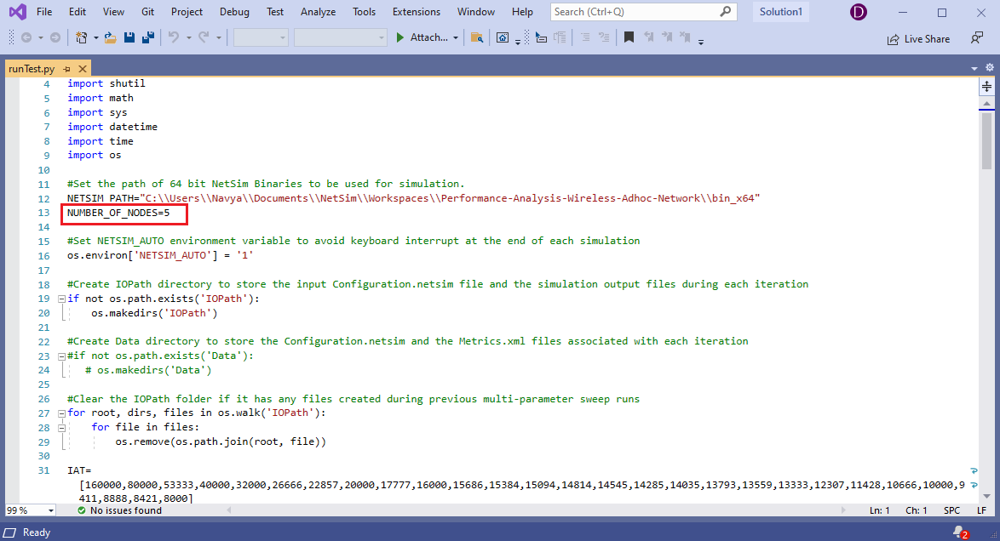 File Edit View Git Project Debug Test Analyze Tools Extensions Window Help Search (Ctrl+Q) Solution1 D
Attach... Live Share
runTest.py
4 import shutil
5 import math
6 import sys
7 import datetime
8 import time
9 import os
10
11 #Set the path of 64 bit NetSim Binaries to be used for simulation.
12 NETSIM_PATH="C:\\Users\\Navya\\Documents\\NetSim\\Workspaces\\Performance-Analysis-Wireless-Adhoc-Network\\bin_x64"
13 NUMBER_OF_NODES=5
14
15 #Set NETSIM_AUTO environment variable to avoid keyboard interrupt at the end of each simulation
16 os.environ['NETSIM_AUTO'] = '1'
17
18 #Create IOPath directory to store the input Configuration.netsim file and the simulation output files during each iteration
19 if not os.path.exists('IOPath'):
20 os.makedirs('IOPath')
21
22 #Create Data directory to store the Configuration.netsim and the Metrics.xml files associated with each iteration
23 #if not os.path.exists('Data'):
24 # os.makedirs('Data')
25
26 #Clear the IOPath folder if it has any files created during previous multi-parameter sweep runs
27 for root, dirs, files in os.walk('IOPath'):
28 for file in files:
29 os.remove(os.path.join(root, file))
30
31 IAT=
[160000,80000,53333,40000,32000,26666,22857,20000,17777,16000,15686,15384,15094,14814,14545,14285,14035,13793,13559,13333,12307,11428,10666,10000,9
411,8888,8421,8000]
99 % No issues found Ln: 1 Ch: 1 SPC LF
Ready 2